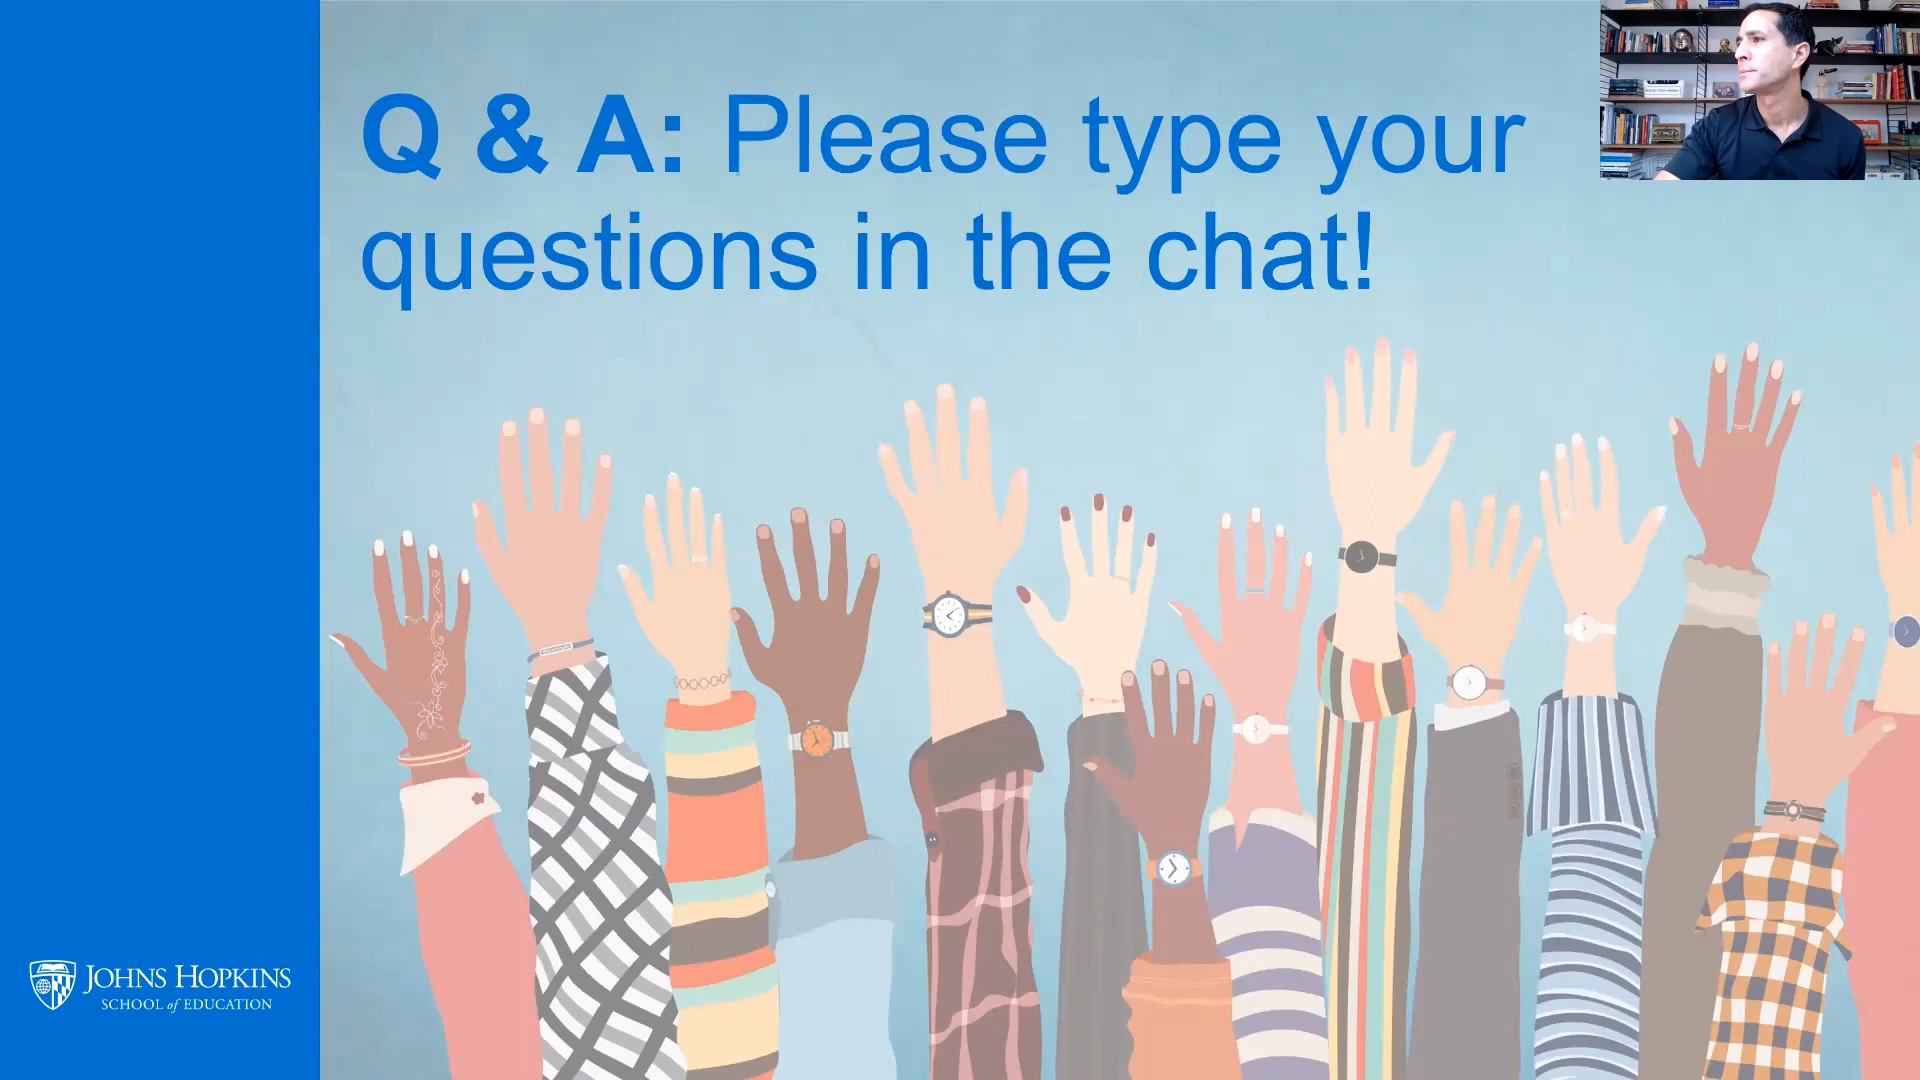 Q & A: Please type your
questions in the chat!
JOHNS HOPKINS
SCHOOL of EDUCATION